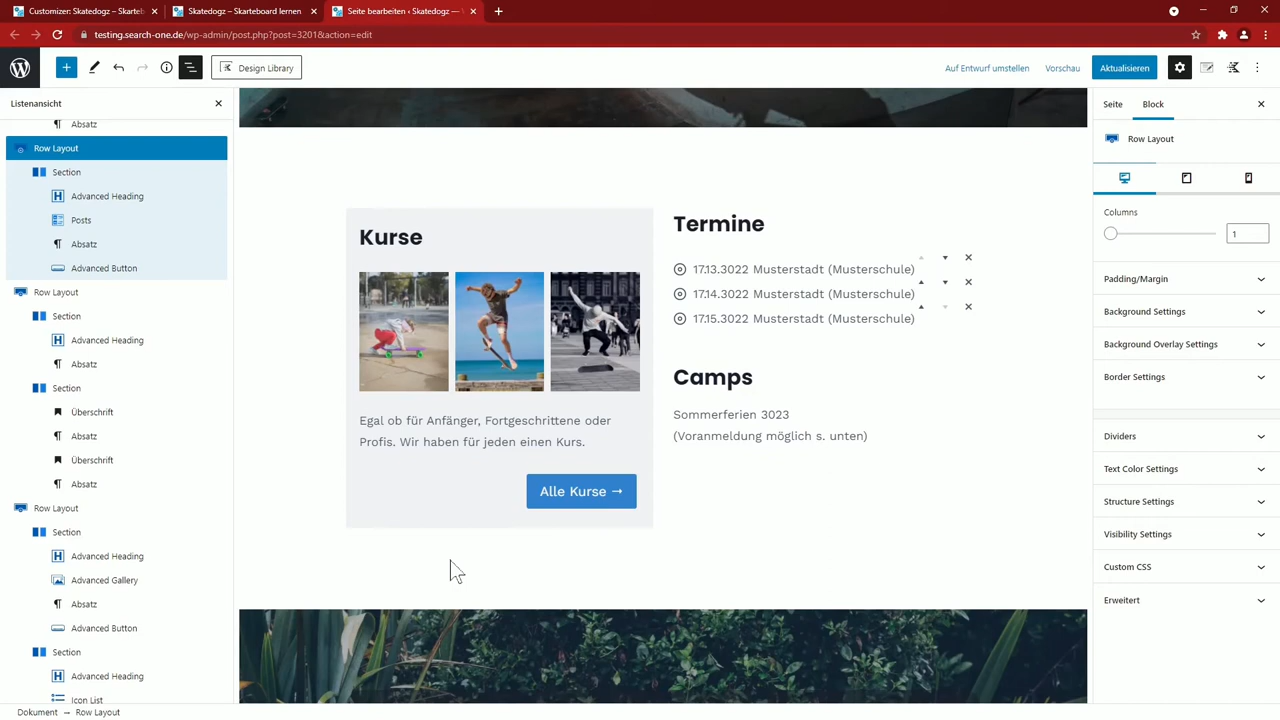 Customizer: Skatedogz – Skarteb
Skatedogz – Skarteboard lernen
Seite bearbeiten ‹ Skatedogz — W
testing.search-one.de/wp-admin/post.php?post=3201&action=edit
Design Library
Auf Entwurf umstellen
Vorschau
Aktualisieren
Listenansicht
Absatz
Row Layout
Section
Advanced Heading
Posts
Absatz
Advanced Button
Row Layout
Section
Advanced Heading
Absatz
Section
Überschrift
Absatz
Überschrift
Absatz
Row Layout
Section
Advanced Heading
Advanced Gallery
Absatz
Advanced Button
Section
Advanced Heading
Icon List
Kurse
Egal ob für Anfänger, Fortgeschrittene oder
Profis. Wir haben für jeden einen Kurs.
Alle Kurse →
Termine
17.13.3022 Musterstadt (Musterschule)
17.14.3022 Musterstadt (Musterschule)
17.15.3022 Musterstadt (Musterschule)
Camps
Sommerferien 3023
(Voranmeldung möglich s. unten)
Seite
Block
Row Layout
Columns
1
Padding/Margin
Background Settings
Background Overlay Settings
Border Settings
Dividers
Text Color Settings
Structure Settings
Visibility Settings
Custom CSS
Erweitert
Dokument → Row Layout